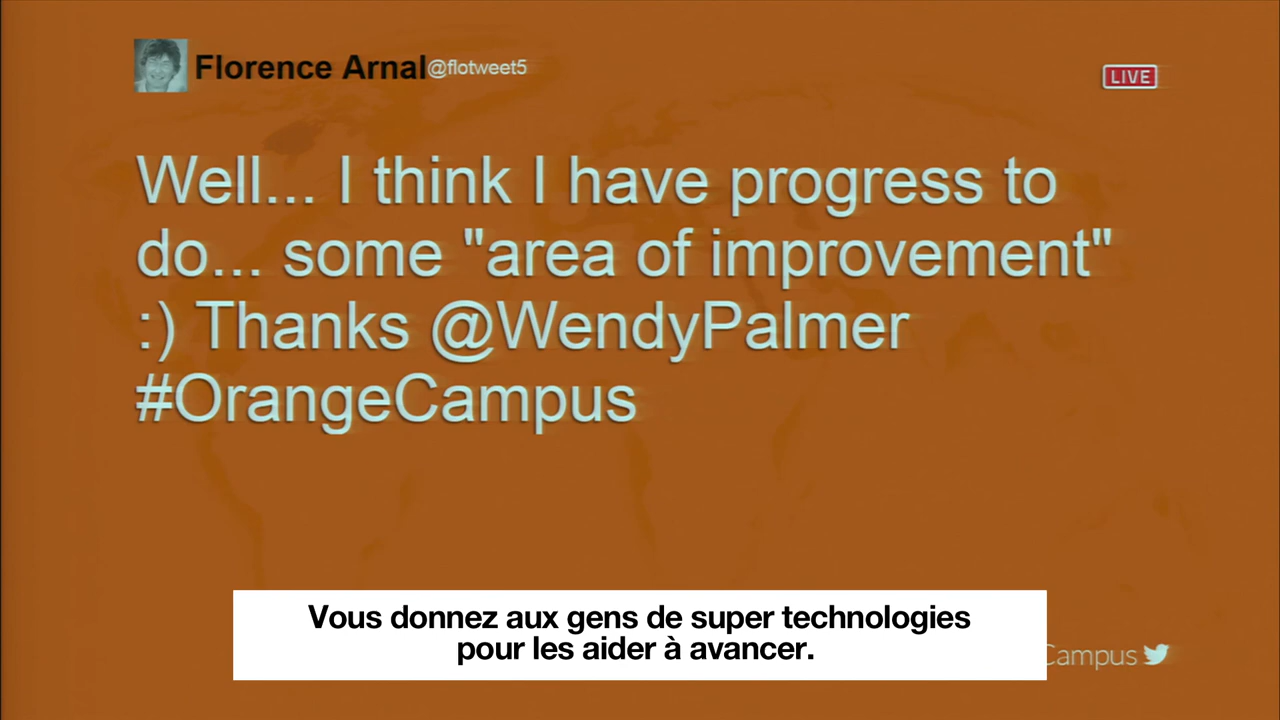 Florence Arnal @flotweet5
LIVE
Well... I think I have progress to
do... some "area of improvement"
:) Thanks @WendyPalmer
#OrangeCampus
Vous donnez aux gens de super technologies
pour les aider à avancer.
Campus